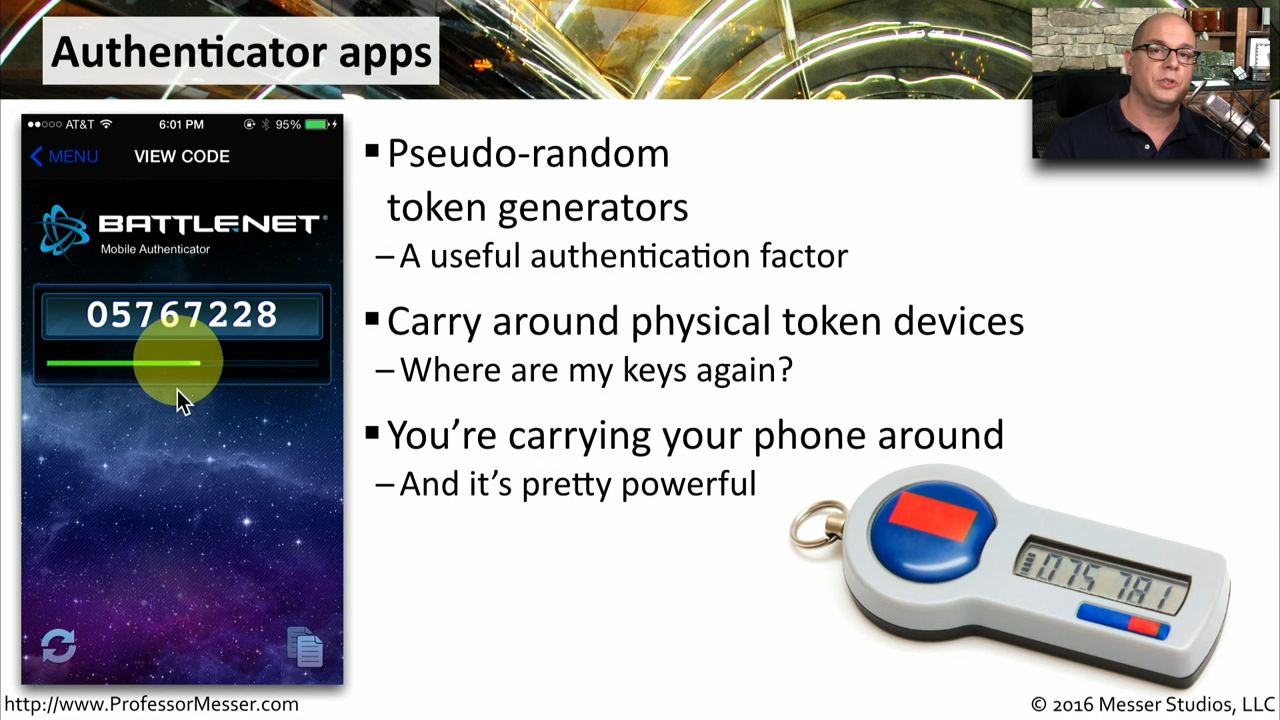 Authenticator apps
AT&T 6:01 PM 95%
MENU VIEW CODE
BATTLE.NET®
Mobile Authenticator
05767228
▪ Pseudo-random
token generators
– A useful authentication factor
▪ Carry around physical token devices
– Where are my keys again?
▪ You’re carrying your phone around
– And it’s pretty powerful
075 781
http://www.ProfessorMesser.com
© 2016 Messer Studios, LLC